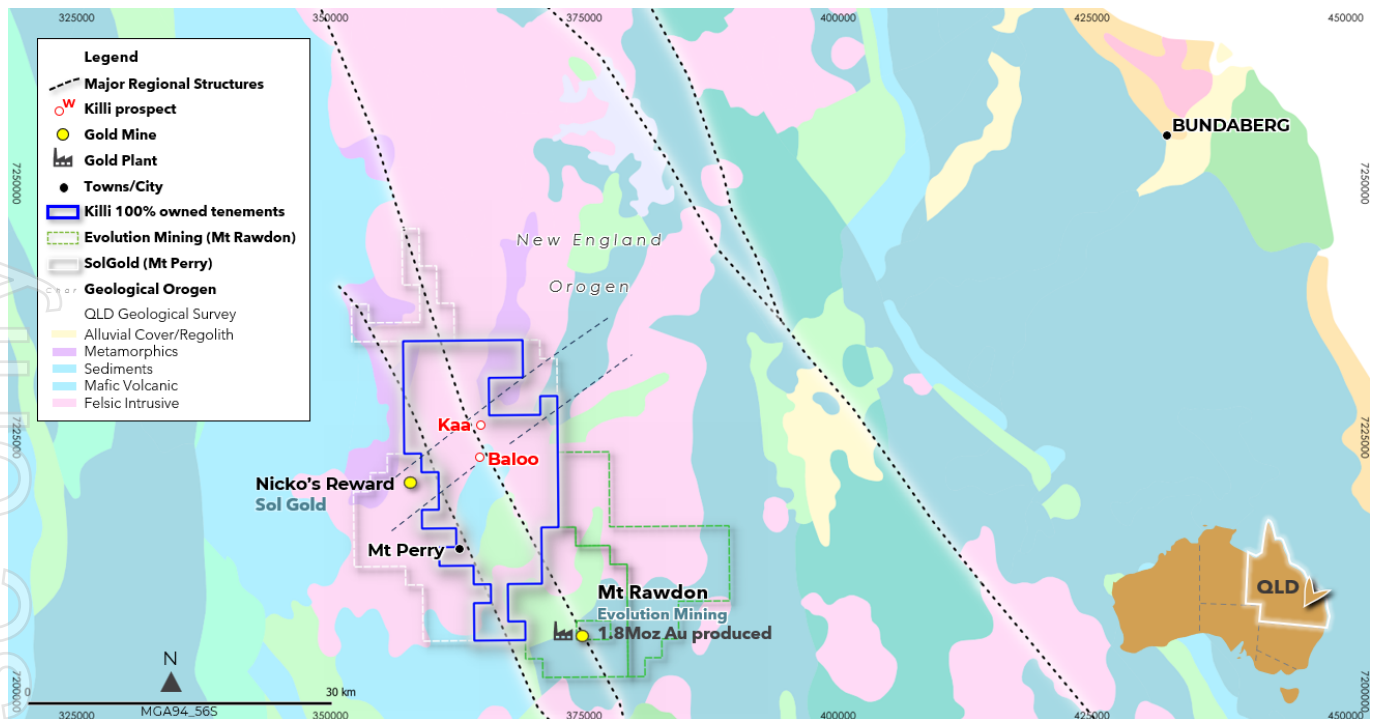 325000
350000
375000
400000
425000
450000
Legend
Major Regional Structures
W
Killi prospect
Gold Mine
Gold Plant
Towns/City
Killi 100% owned tenements
Evolution Mining (Mt Rawdon)
SolGold (Mt Perry)
Geological Orogen
QLD Geological Survey
Alluvial Cover/Regolith
Metamorphics
Sediments
Mafic Volcanic
Felsic Intrusive
BUNDABERG
7250000
7250000
New England
Orogen
Kaa
Baloo
7225000
7225000
Nicko's Reward
Sol Gold
Mt Perry
Mt Rawdon
Evolution Mining
1.8Moz Au produced
QLD
N
0
30 km
MGA94_56S
7200000
7200000
325000
350000
375000
400000
425000
450000